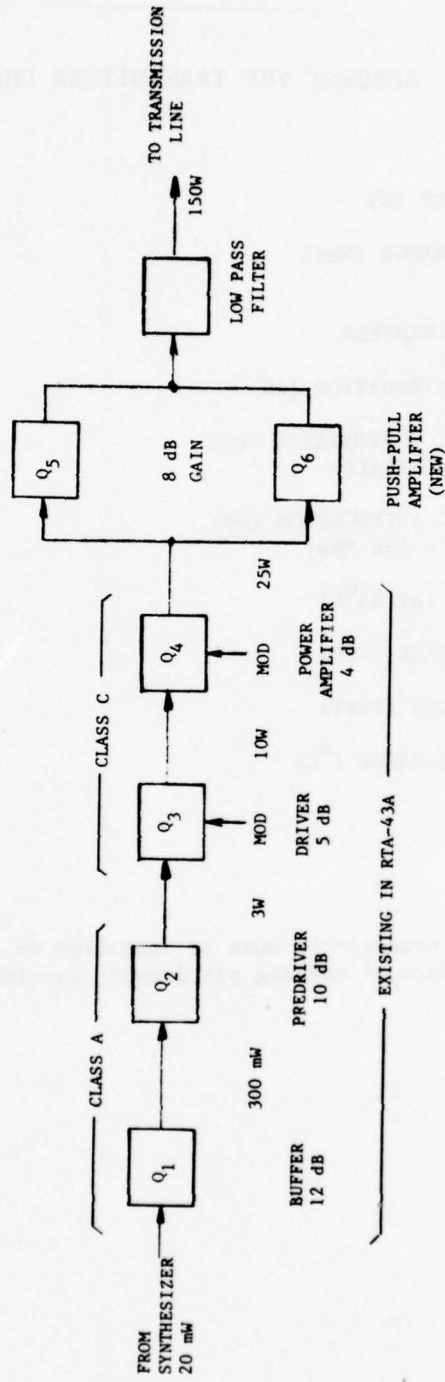 FROM
SYNTHESIZER
20 mW
CLASS A
Q1
BUFFER
12 dB
300 mW
Q2
PREDRIVER
10 dB
3W
CLASS C
Q3
MOD
DRIVER
5 dB
10W
Q4
MOD
POWER
AMPLIFIER
4 dB
25W
EXISTING IN RTA-43A
Q5
8 dB
GAIN
Q6
PUSH-PULL
AMPLIFIER
(NEW)
LOW PASS
FILTER
150W
TO TRANSMISSION
LINE